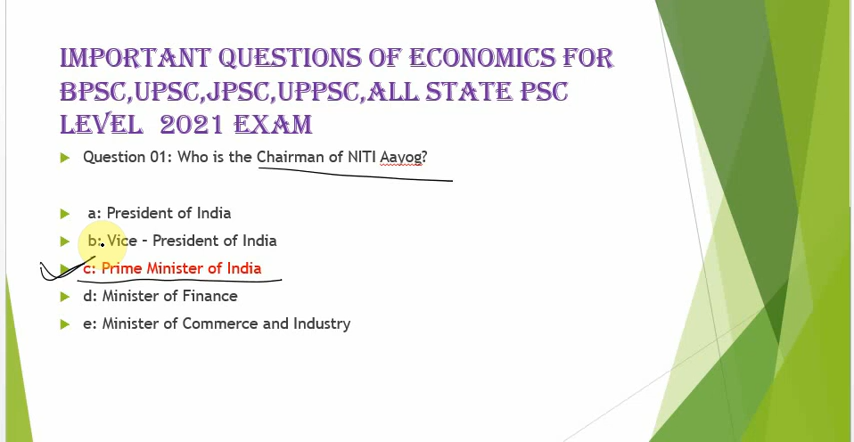 IMPORTANT QUESTIONS OF ECONOMICS FOR
BPSC,UPSC,JPSC,UPPSC,ALL STATE PSC
LEVEL 2021 EXAM
Question 01: Who is the Chairman of NITI Aayog?
a: President of India
b: Vice - President of India
c: Prime Minister of India
d: Minister of Finance
e: Minister of Commerce and Industry